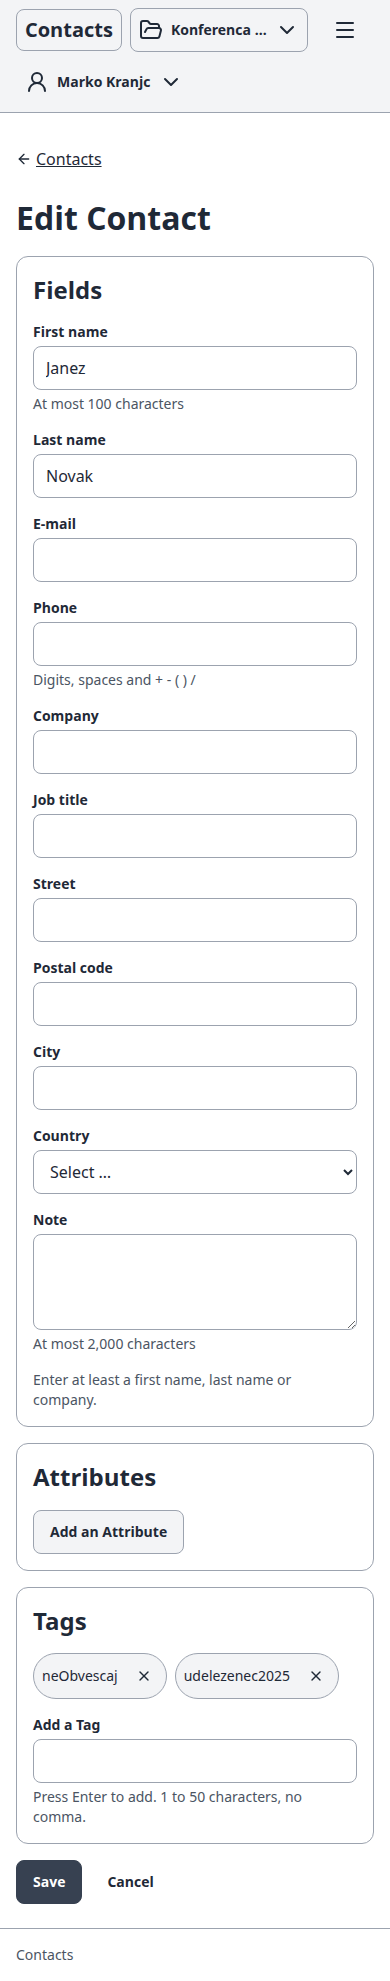 Contacts
Konferenca ...
Marko Kranjc
Contacts
Edit Contact
Fields
First name
Janez
At most 100 characters
Last name
Novak
E-mail
Phone
Digits, spaces and + - ( ) /
Company
Job title
Street
Postal code
City
Country
Select ...
Note
At most 2,000 characters
Enter at least a first name, last name or
company.
Attributes
Add an Attribute
Tags
neObvescaj
udelezenec2025
Add a Tag
Press Enter to add. 1 to 50 characters, no
comma.
Save
Cancel
Contacts